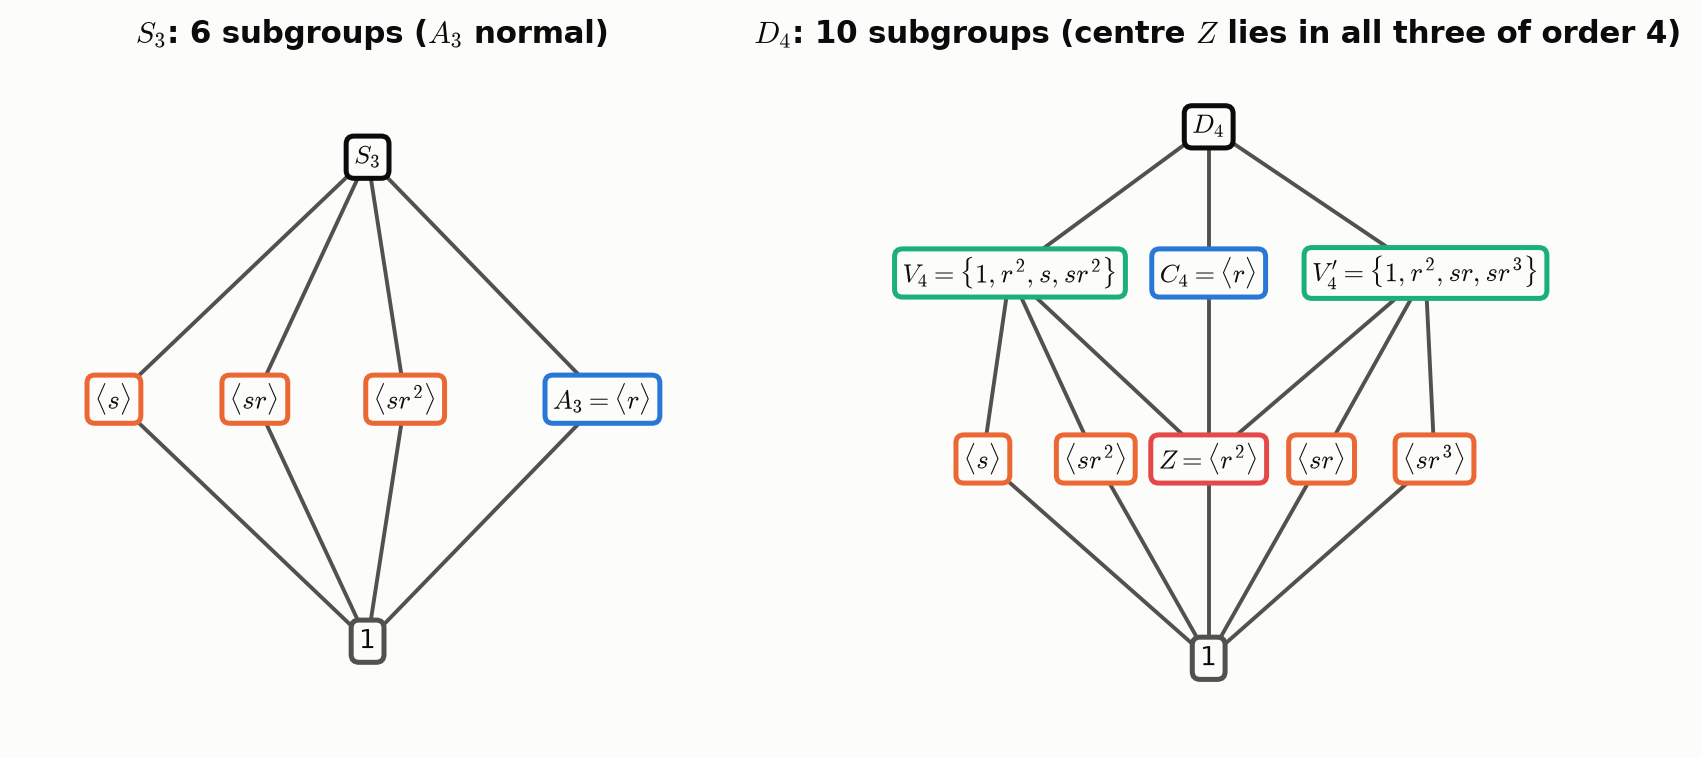 S₃: 6 subgroups (A₃ normal)
S₃
⟨s⟩
⟨sr⟩
⟨sr²⟩
A₃ = ⟨r⟩
1
D₄: 10 subgroups (centre Z lies in all three of order 4)
D₄
V₄ = {1, r², s, sr²}
C₄ = ⟨r⟩
V₄′ = {1, r², sr, sr³}
⟨s⟩
⟨sr²⟩
Z = ⟨r²⟩
⟨sr⟩
⟨sr³⟩
1